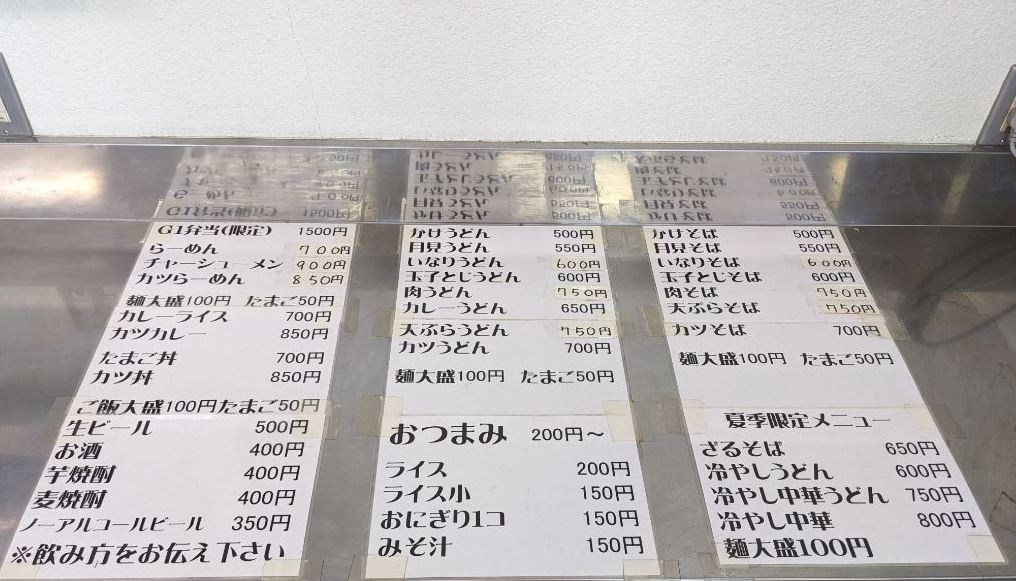 G1弁当(限定) 1500円
らーめん 700円
チャーシューメン 900円
カツらーめん 850円
麺大盛100円 たまご50円
カレーライス 700円
カツカレー 850円
たまご丼 700円
カツ丼 850円
ご飯大盛100円たまご50円
生ビール 500円
お酒 400円
芋焼酎 400円
麦焼酎 400円
ノーアルコールビール 350円
※飲み方をお伝え下さい
かけうどん 500円
月見うどん 550円
いなりうどん 600円
玉子とじうどん 600円
肉うどん 750円
カレーうどん 650円
天ぷらうどん 750円
カツうどん 700円
麺大盛100円 たまご50円
おつまみ 200円～
ライス 200円
ライス小 150円
おにぎり1コ 150円
みそ汁 150円
かけそば 500円
月見そば 550円
いなりそば 600円
玉子とじそば 600円
肉そば 750円
天ぷらそば 750円
カツそば 700円
麺大盛100円 たまご50円
夏季限定メニュー
ざるそば 650円
冷やしうどん 600円
冷やし中華うどん 750円
冷やし中華 800円
麺大盛100円